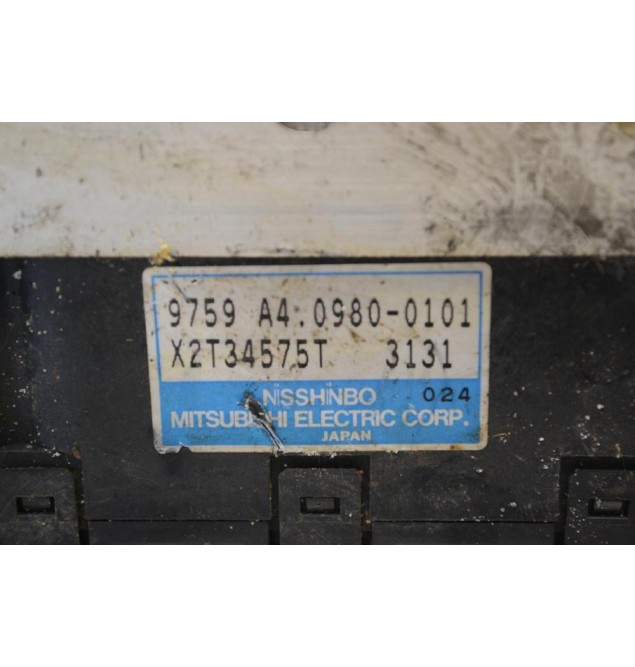 9759 A4.0980-0101
X2T34575T 3131
NiSSHiNBO 024
MITSUBISHI ELECTRIC CORP.
JAPAN